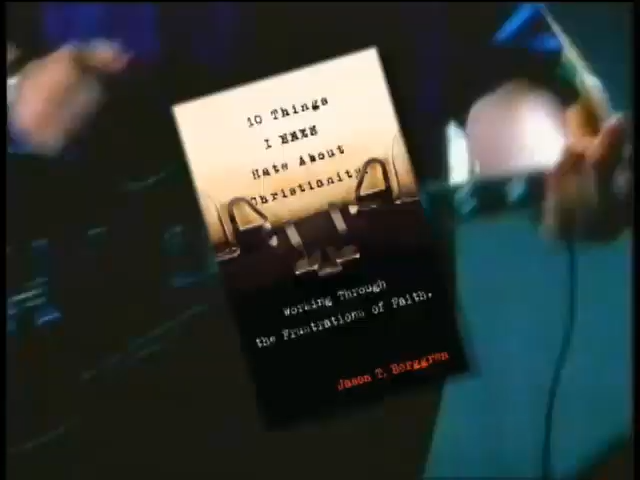 10 Things
I
Hate About
Christianity
Working Through
the Frustrations of Faith.
Jason T. Berggren